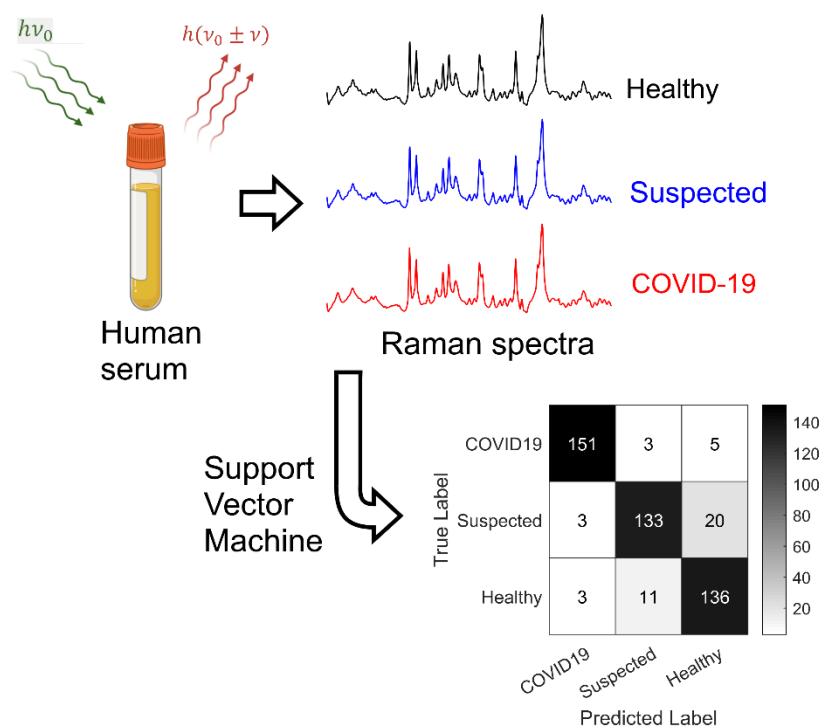 hν₀
h(ν₀ ± ν)
Healthy
Suspected
COVID-19
Human
serum
Raman spectra
Support
Vector
Machine
True Label
COVID19
151
3
5
Suspected
3
133
20
Healthy
3
11
136
COVID19
Suspected
Healthy
Predicted Label
140
120
100
80
60
40
20